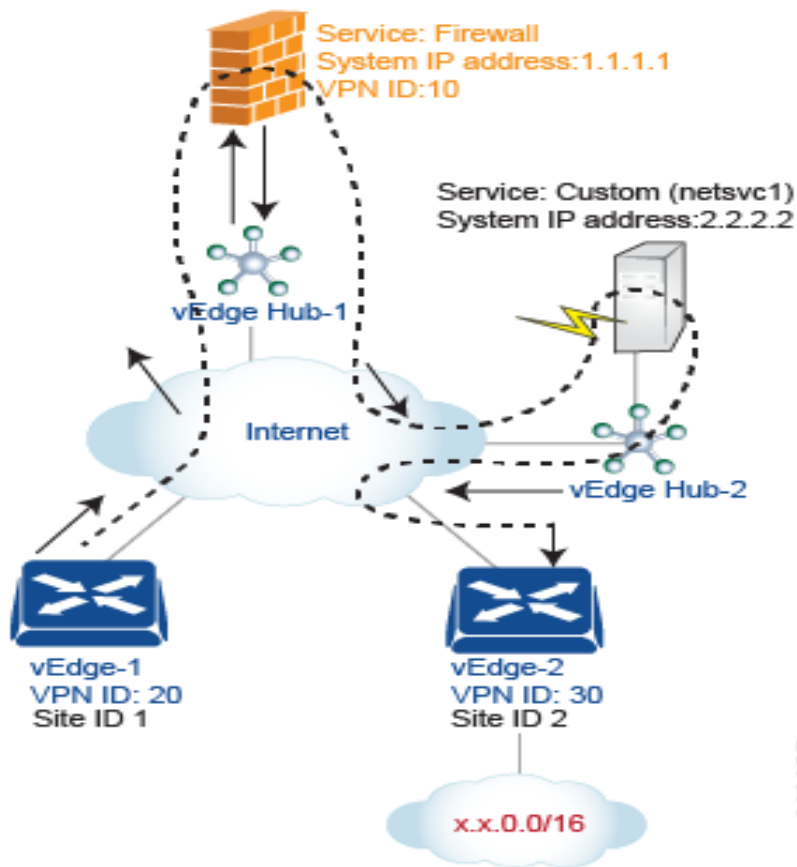 Service: Firewall
System IP address:1.1.1.1
VPN ID:10
Service: Custom (netsvc1)
System IP address:2.2.2.2
vEdge Hub-1
Internet
vEdge Hub-2
vEdge-1
VPN ID: 20
Site ID 1
vEdge-2
VPN ID: 30
Site ID 2
x.x.0.0/16